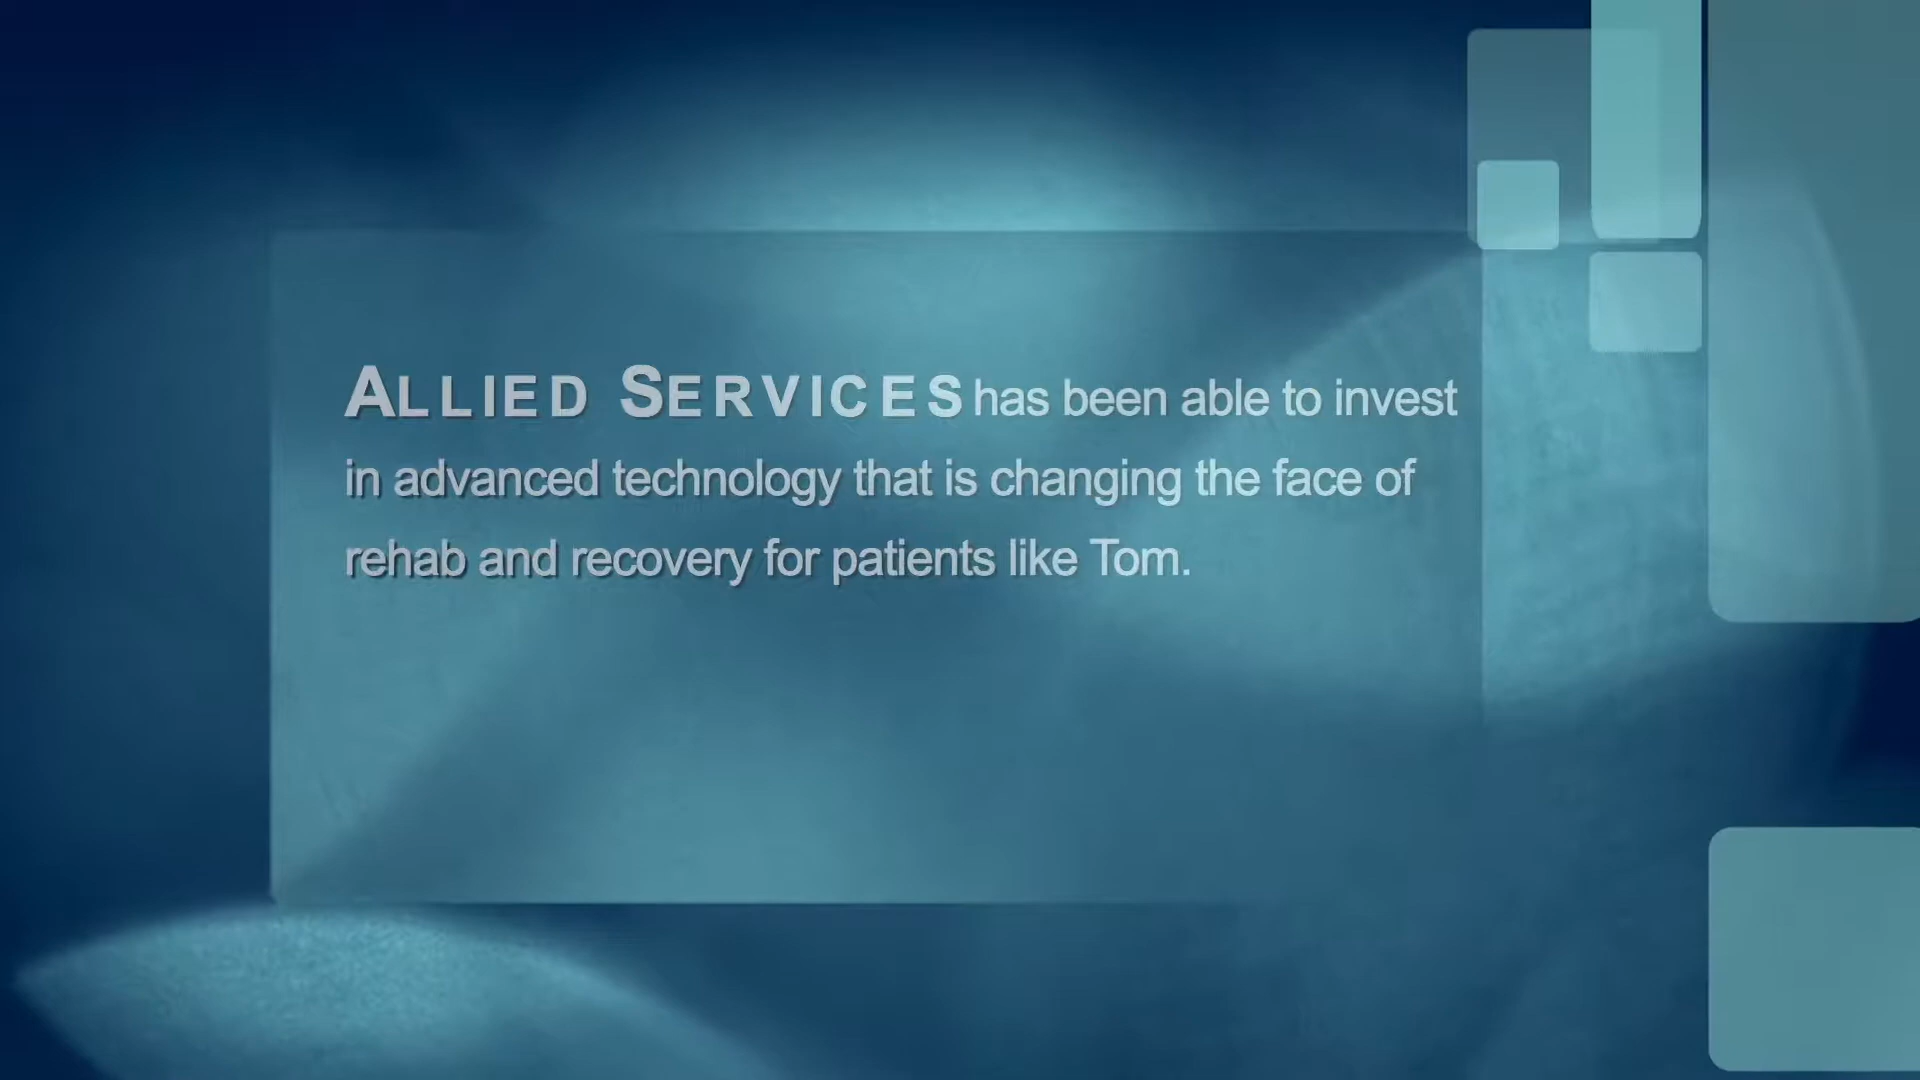 ALLIED SERVICES has been able to invest
in advanced technology that is changing the face of
rehab and recovery for patients like Tom.